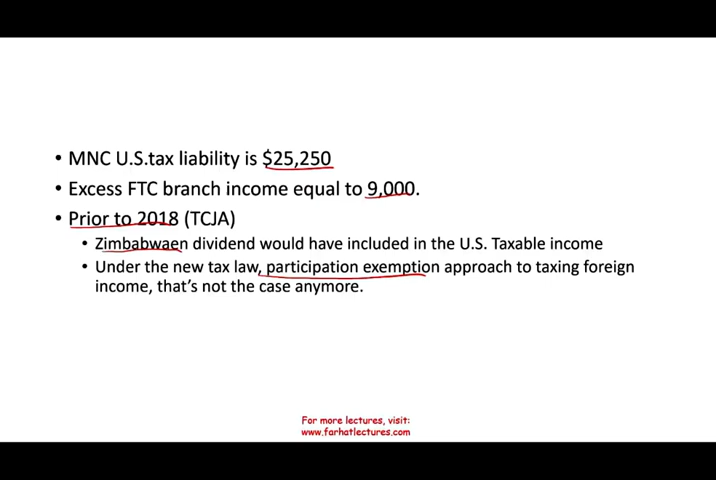 • MNC U.S.tax liability is $25,250
• Excess FTC branch income equal to 9,000.
• Prior to 2018 (TCJA)
• Zimbabwaen dividend would have included in the U.S. Taxable income
• Under the new tax law, participation exemption approach to taxing foreign
income, that's not the case anymore.
For more lectures, visit:
www.farhatlectures.com